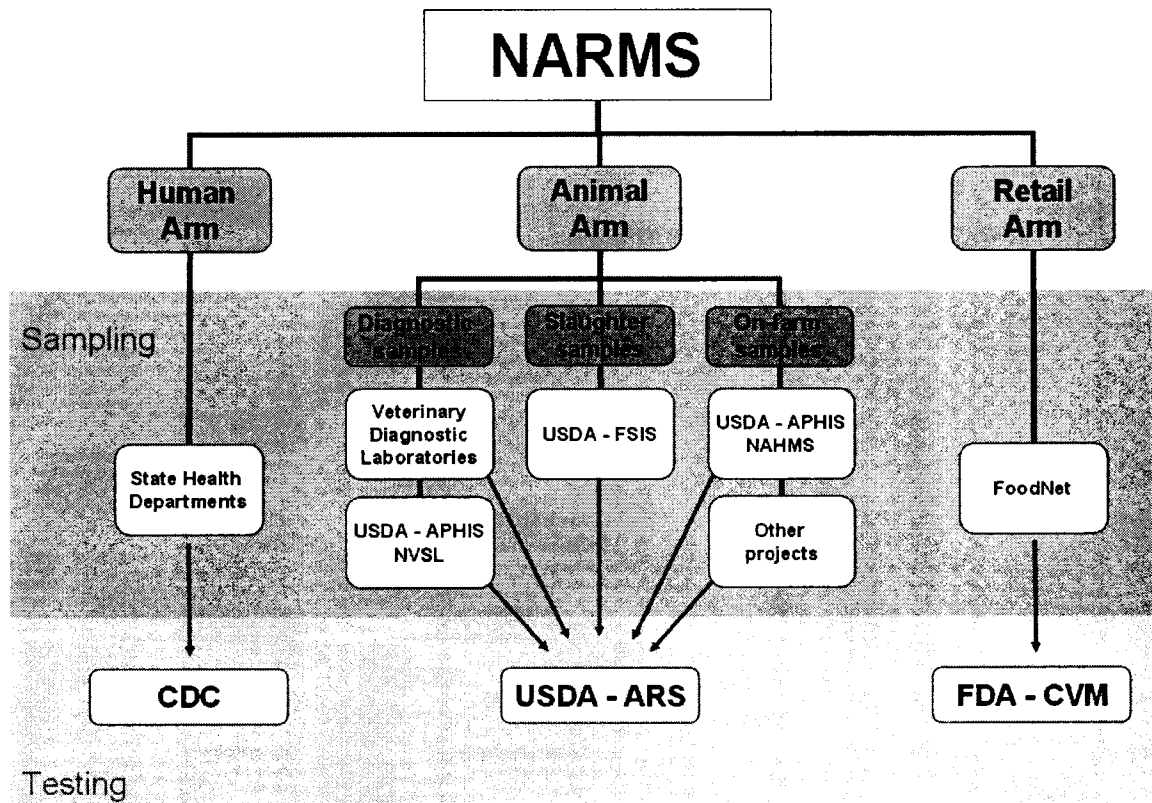 NARMS
Human
Arm
Animal
Arm
Retail
Arm
Sampling
Diagnostic
samples
Slaughter
samples
On-farm
samples
Veterinary
Diagnostic
Laboratories
USDA - FSIS
USDA - APHIS
NAHMS
State Health
Departments
FoodNet
USDA - APHIS
NVSL
Other
projects
CDC
USDA - ARS
FDA - CVM
Testing